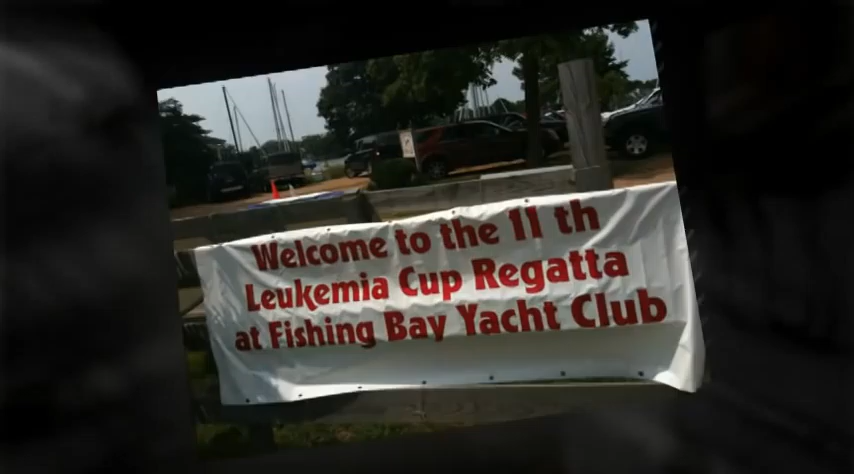 Welcome to the 11 th
Leukemia Cup Regatta
at Fishing Bay Yacht Club